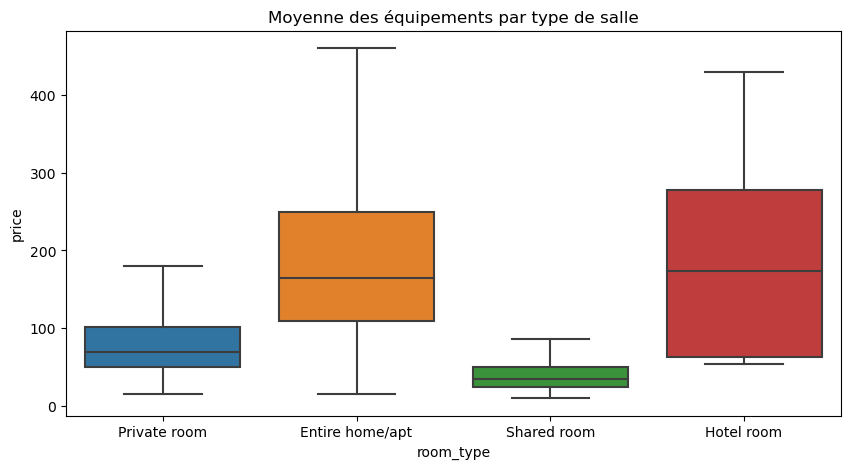 Moyenne des équipements par type de salle
price
400
300
200
100
0
Private room
Entire home/apt
Shared room
Hotel room
room_type